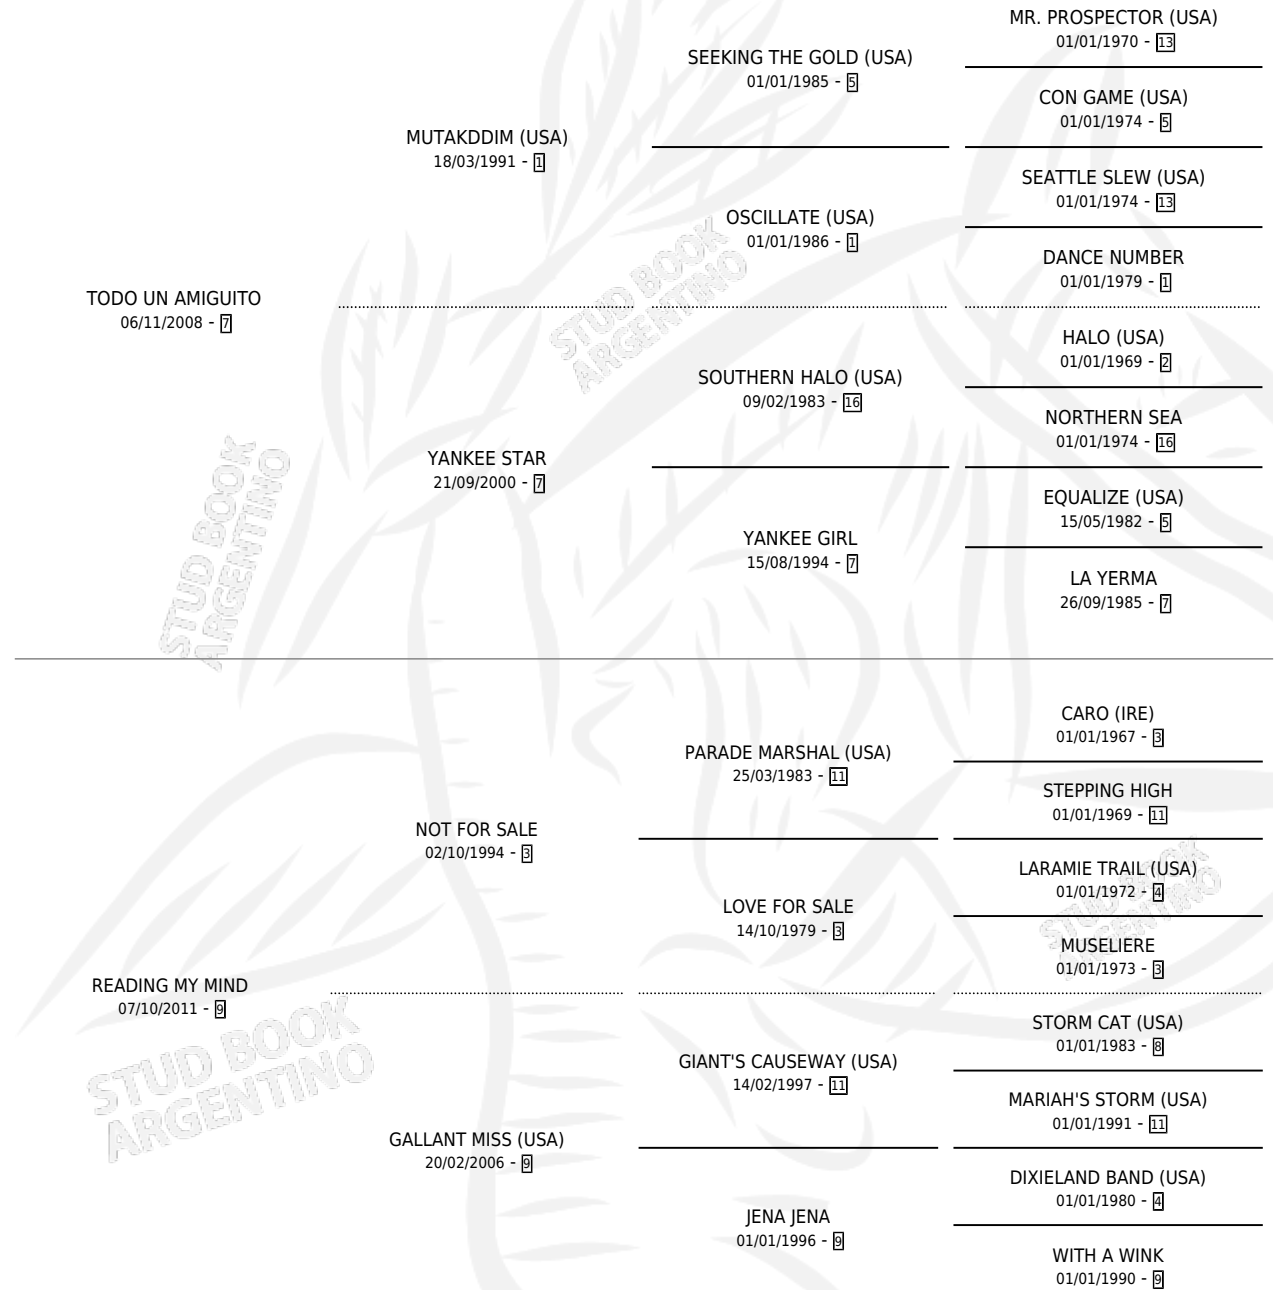 MR. PROSPECTOR (USA)
01/01/1970 - 13
SEEKING THE GOLD (USA)
01/01/1985 - 5
CON GAME (USA)
01/01/1974 - 5
MUTAKDDIM (USA)
18/03/1991 - 1
SEATTLE SLEW (USA)
01/01/1974 - 13
OSCILLATE (USA)
01/01/1986 - 1
DANCE NUMBER
01/01/1979 - 1
TODO UN AMIGUITO
06/11/2008 - 7
HALO (USA)
01/01/1969 - 2
SOUTHERN HALO (USA)
09/02/1983 - 16
NORTHERN SEA
01/01/1974 - 16
YANKEE STAR
21/09/2000 - 7
EQUALIZE (USA)
15/05/1982 - 5
YANKEE GIRL
15/08/1994 - 7
LA YERMA
26/09/1985 - 7
STUD BOOK
ARGENTINO
STUD BOOK
ARGENTINO
CARO (IRE)
01/01/1967 - 3
PARADE MARSHAL (USA)
25/03/1983 - 11
STEPPING HIGH
01/01/1969 - 11
NOT FOR SALE
02/10/1994 - 3
LARAMIE TRAIL (USA)
01/01/1972 - 4
LOVE FOR SALE
14/10/1979 - 3
MUSELIERE
01/01/1973 - 3
READING MY MIND
07/10/2011 - 9
STORM CAT (USA)
01/01/1983 - 8
GIANT'S CAUSEWAY (USA)
14/02/1997 - 11
MARIAH'S STORM (USA)
01/01/1991 - 11
GALLANT MISS (USA)
20/02/2006 - 9
DIXIELAND BAND (USA)
01/01/1980 - 4
JENA JENA
01/01/1996 - 9
WITH A WINK
01/01/1990 - 9
STUD BOOK
ARGENTINO
STUD BOOK
ARGENTINO